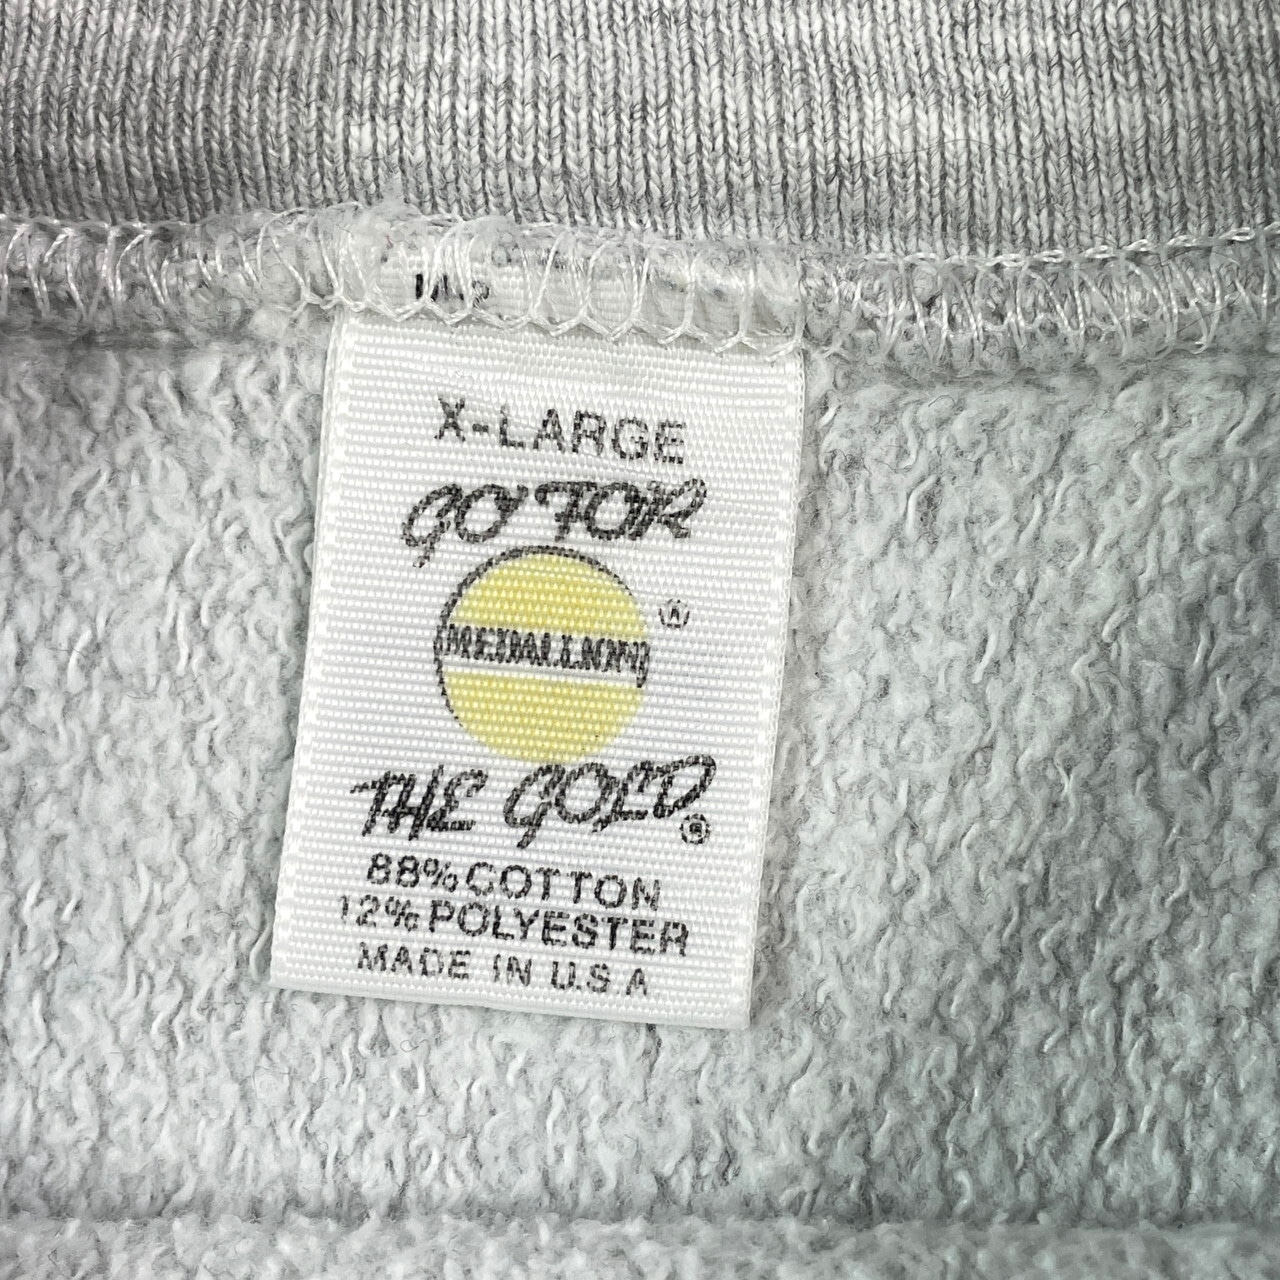 X-LARGE
GO FOR
MEDALLION
®
THE GOLD®
88% COTTON
12% POLYESTER
MADE IN U.S.A